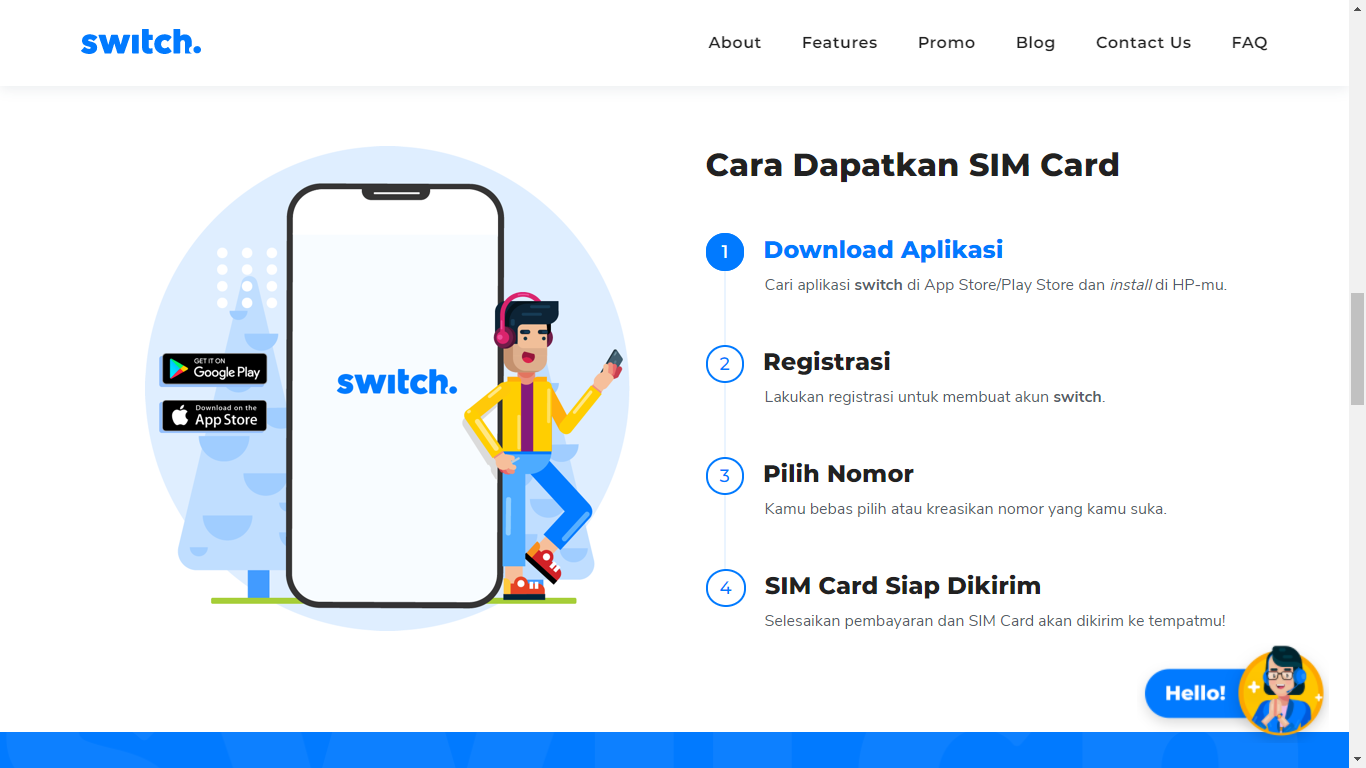 switch.
About Features Promo Blog Contact Us FAQ
GET IT ON
Google Play
Download on the
App Store
switch.
Cara Dapatkan SIM Card
1
Download Aplikasi
Cari aplikasi switch di App Store/Play Store dan install di HP-mu.
2
Registrasi
Lakukan registrasi untuk membuat akun switch.
3
Pilih Nomor
Kamu bebas pilih atau kreasikan nomor yang kamu suka.
4
SIM Card Siap Dikirim
Selesaikan pembayaran dan SIM Card akan dikirim ke tempatmu!
Hello!
switch